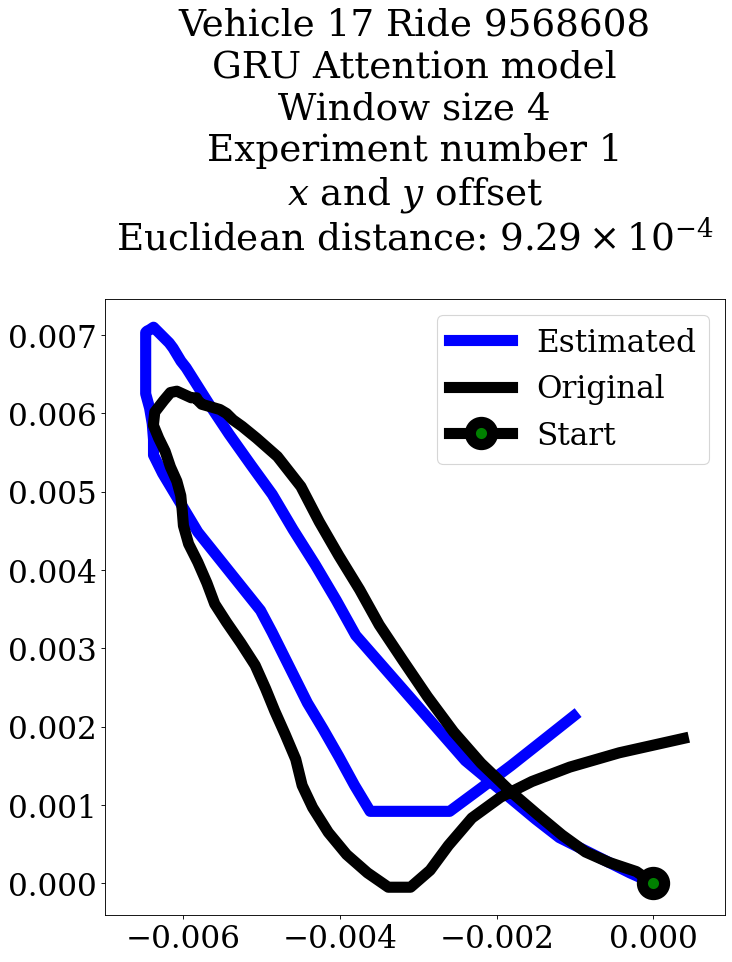 Vehicle 17 Ride 9568608
GRU Attention model
Window size 4
Experiment number 1
x and y offset
Euclidean distance: 9.29 × 10⁻⁴
Estimated
Original
Start
0.007
0.006
0.005
0.004
0.003
0.002
0.001
0.000
−0.006 −0.004 −0.002 0.000